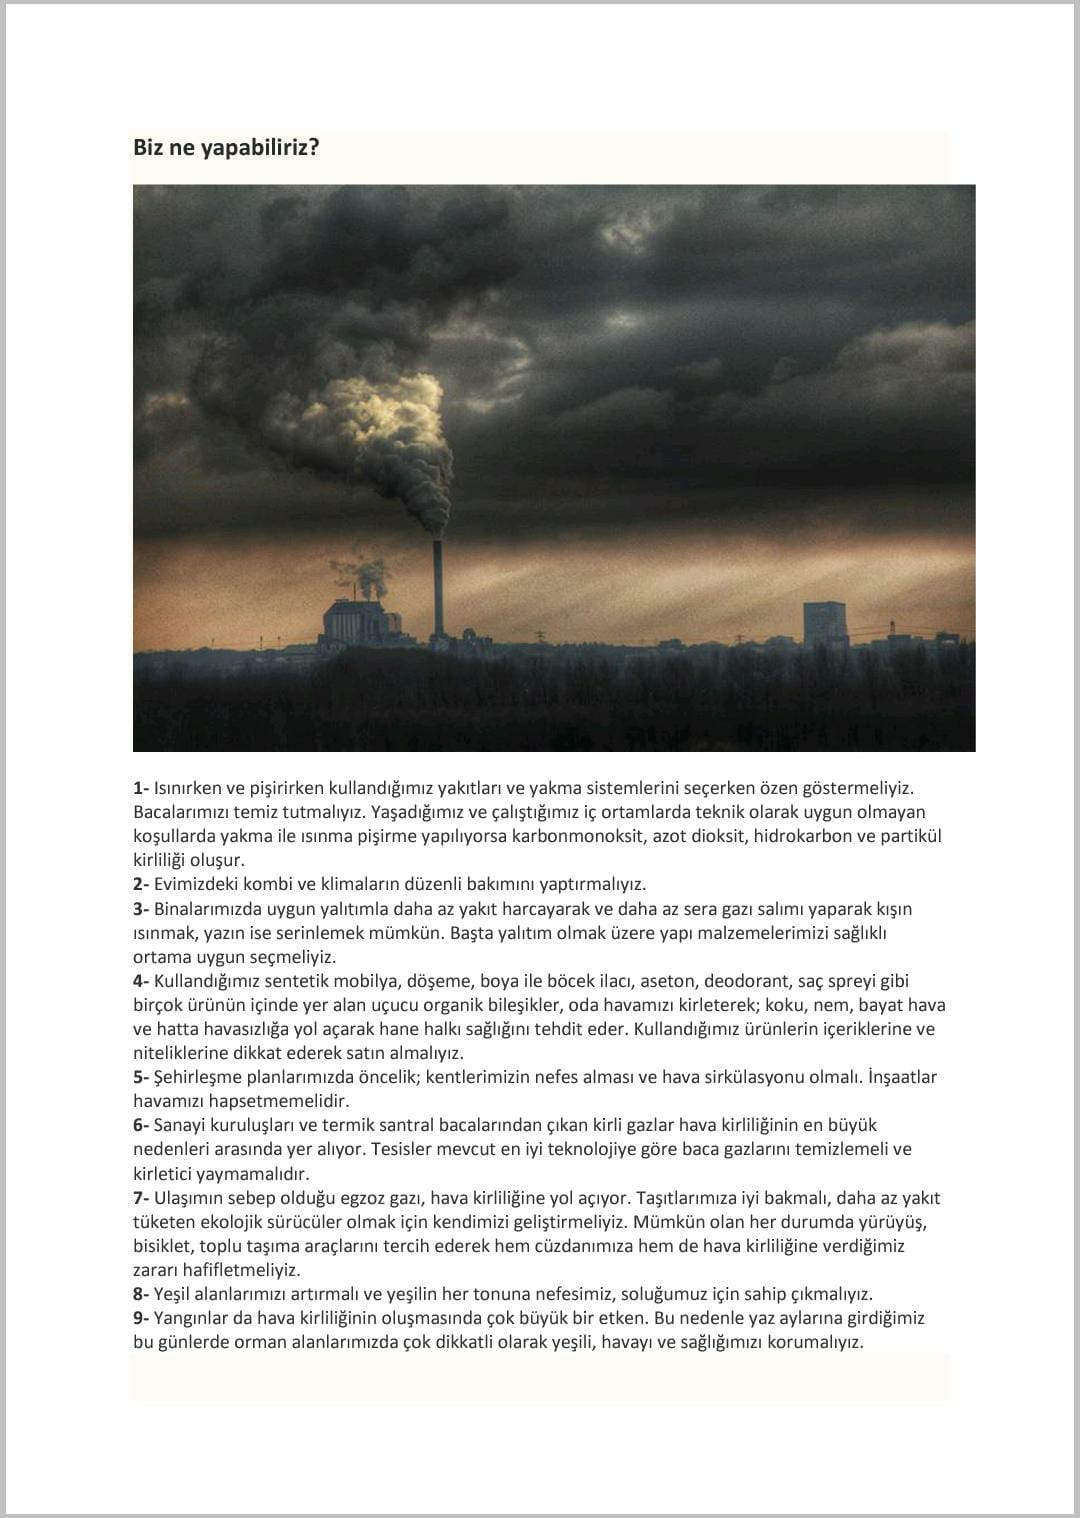 Biz ne yapabiliriz?
1- Isınırken ve pişirirken kullandığımız yakıtları ve yakma sistemlerini seçerken özen göstermeliyiz.
Bacalarımızı temiz tutmalıyız. Yaşadığımız ve çalıştığımız iç ortamlarda teknik olarak uygun olmayan
koşullarda yakma ile ısınma pişirme yapılıyorsa karbonmonoksit, azot dioksit, hidrokarbon ve partikül
kirliliği oluşur.
2- Evimizdeki kombi ve klimaların düzenli bakımını yaptırmalıyız.
3- Binalarımızda uygun yalıtımla daha az yakıt harcayarak ve daha az sera gazı salımı yaparak kışın
ısınmak, yazın ise serinlemek mümkün. Başta yalıtım olmak üzere yapı malzemelerimizi sağlıklı
ortama uygun seçmeliyiz.
4- Kullandığımız sentetik mobilya, döşeme, boya ile böcek ilacı, aseton, deodorant, saç spreyi gibi
birçok ürünün içinde yer alan uçucu organik bileşikler, oda havamızı kirleterek; koku, nem, bayat hava
ve hatta havasızlığa yol açarak hane halkı sağlığını tehdit eder. Kullandığımız ürünlerin içeriklerine ve
niteliklerine dikkat ederek satın almalıyız.
5- Şehirleşme planlarımızda öncelik; kentlerimizin nefes alması ve hava sirkülasyonu olmalı. İnşaatlar
havamızı hapsetmemelidir.
6- Sanayi kuruluşları ve termik santral bacalarından çıkan kirli gazlar hava kirliliğinin en büyük
nedenleri arasında yer alıyor. Tesisler mevcut en iyi teknolojiye göre baca gazlarını temizlemeli ve
kirletici yaymamalıdır.
7- Ulaşımın sebep olduğu egzoz gazı, hava kirliliğine yol açıyor. Taşıtlarımıza iyi bakmalı, daha az yakıt
tüketen ekolojik sürücüler olmak için kendimizi geliştirmeliyiz. Mümkün olan her durumda yürüyüş,
bisiklet, toplu taşıma araçlarını tercih ederek hem cüzdanımıza hem de hava kirliliğine verdiğimiz
zararı hafifletmeliyiz.
8- Yeşil alanlarımızı artırmalı ve yeşilin her tonuna nefesimiz, soluğumuz için sahip çıkmalıyız.
9- Yangınlar da hava kirliliğinin oluşmasında çok büyük bir etken. Bu nedenle yaz aylarına girdiğimiz
bu günlerde orman alanlarımızda çok dikkatli olarak yeşili, havayı ve sağlığımızı korumalıyız.